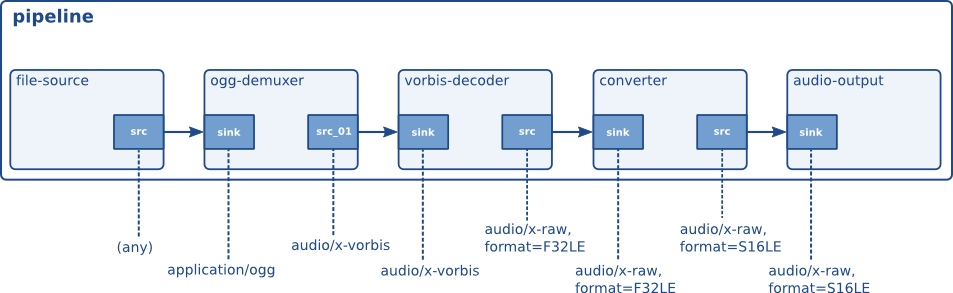 pipeline
file-source
ogg-demuxer
vorbis-decoder
converter
audio-output
src
sink
src_01
sink
src
sink
src
sink
(any)
application/ogg
audio/x-vorbis
audio/x-vorbis
audio/x-raw,
format=F32LE
audio/x-raw,
format=F32LE
audio/x-raw,
format=S16LE
audio/x-raw,
format=S16LE